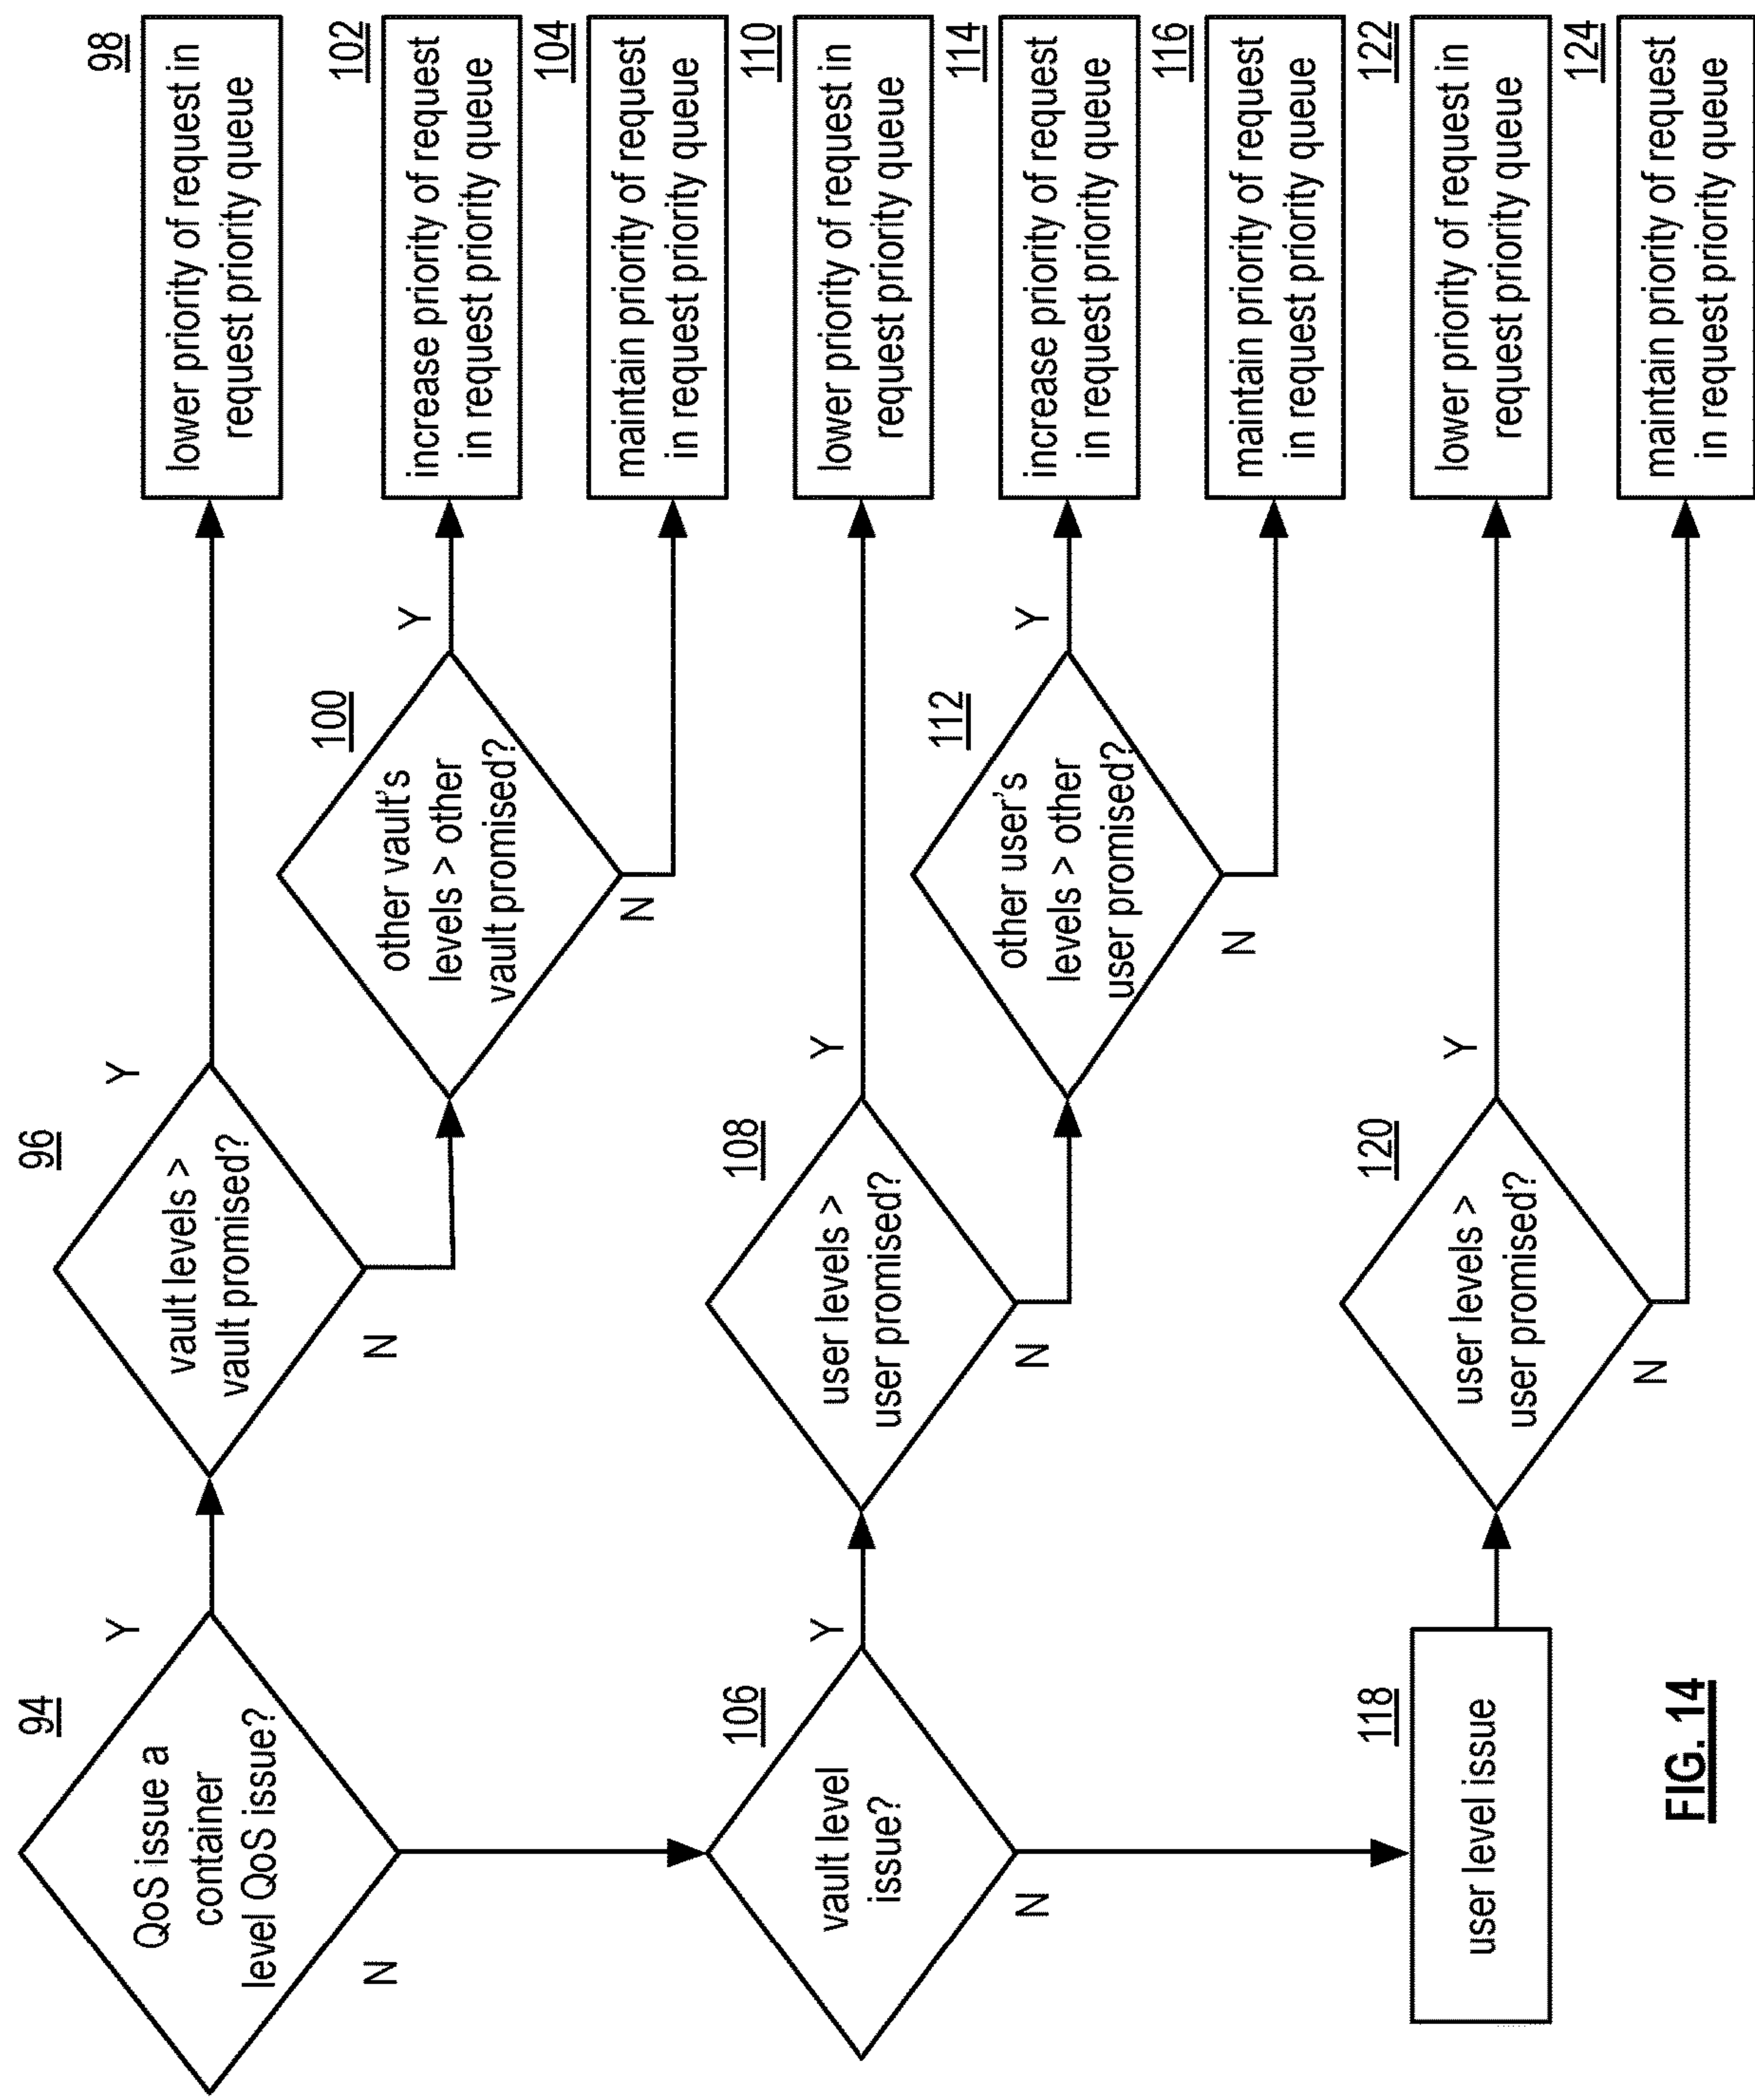 94
QoS issue a
container
level QoS issue?
Y
N
96
vault levels >
vault promised?
Y
N
98
lower priority of request in
request priority queue
100
other vault's
levels > other
vault promised?
Y
N
102
increase priority of request
in request priority queue
104
maintain priority of request
in request priority queue
106
vault level
issue?
Y
N
108
user levels >
user promised?
Y
N
110
lower priority of request in
request priority queue
112
other user's
levels > other
user promised?
Y
N
114
increase priority of request
in request priority queue
116
maintain priority of request
in request priority queue
118
user level issue
120
user levels >
user promised?
Y
N
122
lower priority of request in
request priority queue
124
maintain priority of request
in request priority queue
FIG. 14